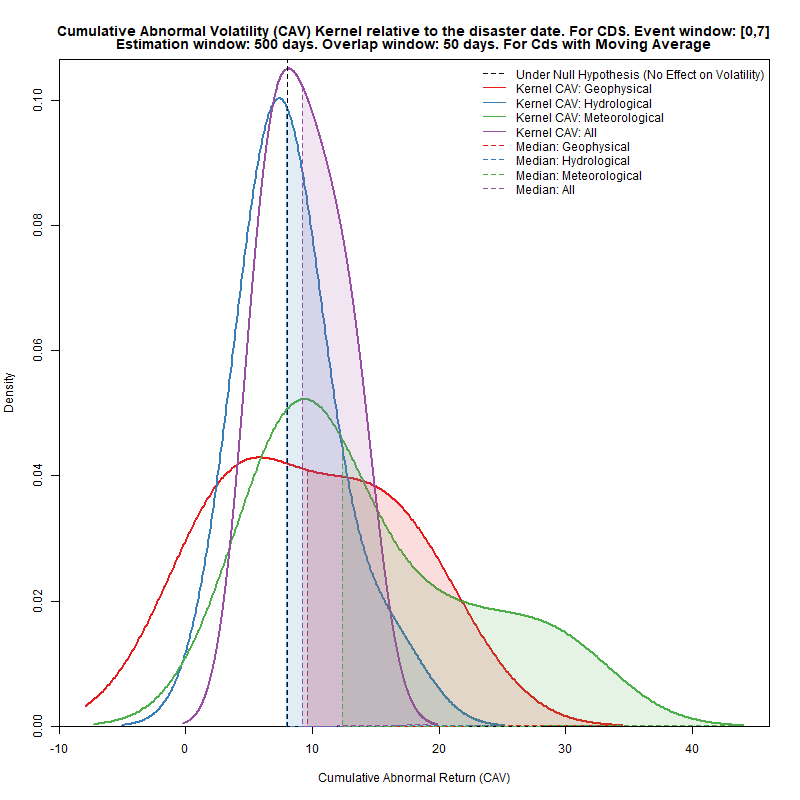 Cumulative Abnormal Volatility (CAV) Kernel relative to the disaster date. For CDS. Event window: [0,7]
Estimation window: 500 days. Overlap window: 50 days. For Cds with Moving Average
Under Null Hypothesis (No Effect on Volatility)
Kernel CAV: Geophysical
Kernel CAV: Hydrological
Kernel CAV: Meteorological
Kernel CAV: All
Median: Geophysical
Median: Hydrological
Median: Meteorological
Median: All
0.10
0.08
0.06
0.04
0.02
0.00
Density
-10 0 10 20 30 40
Cumulative Abnormal Return (CAV)